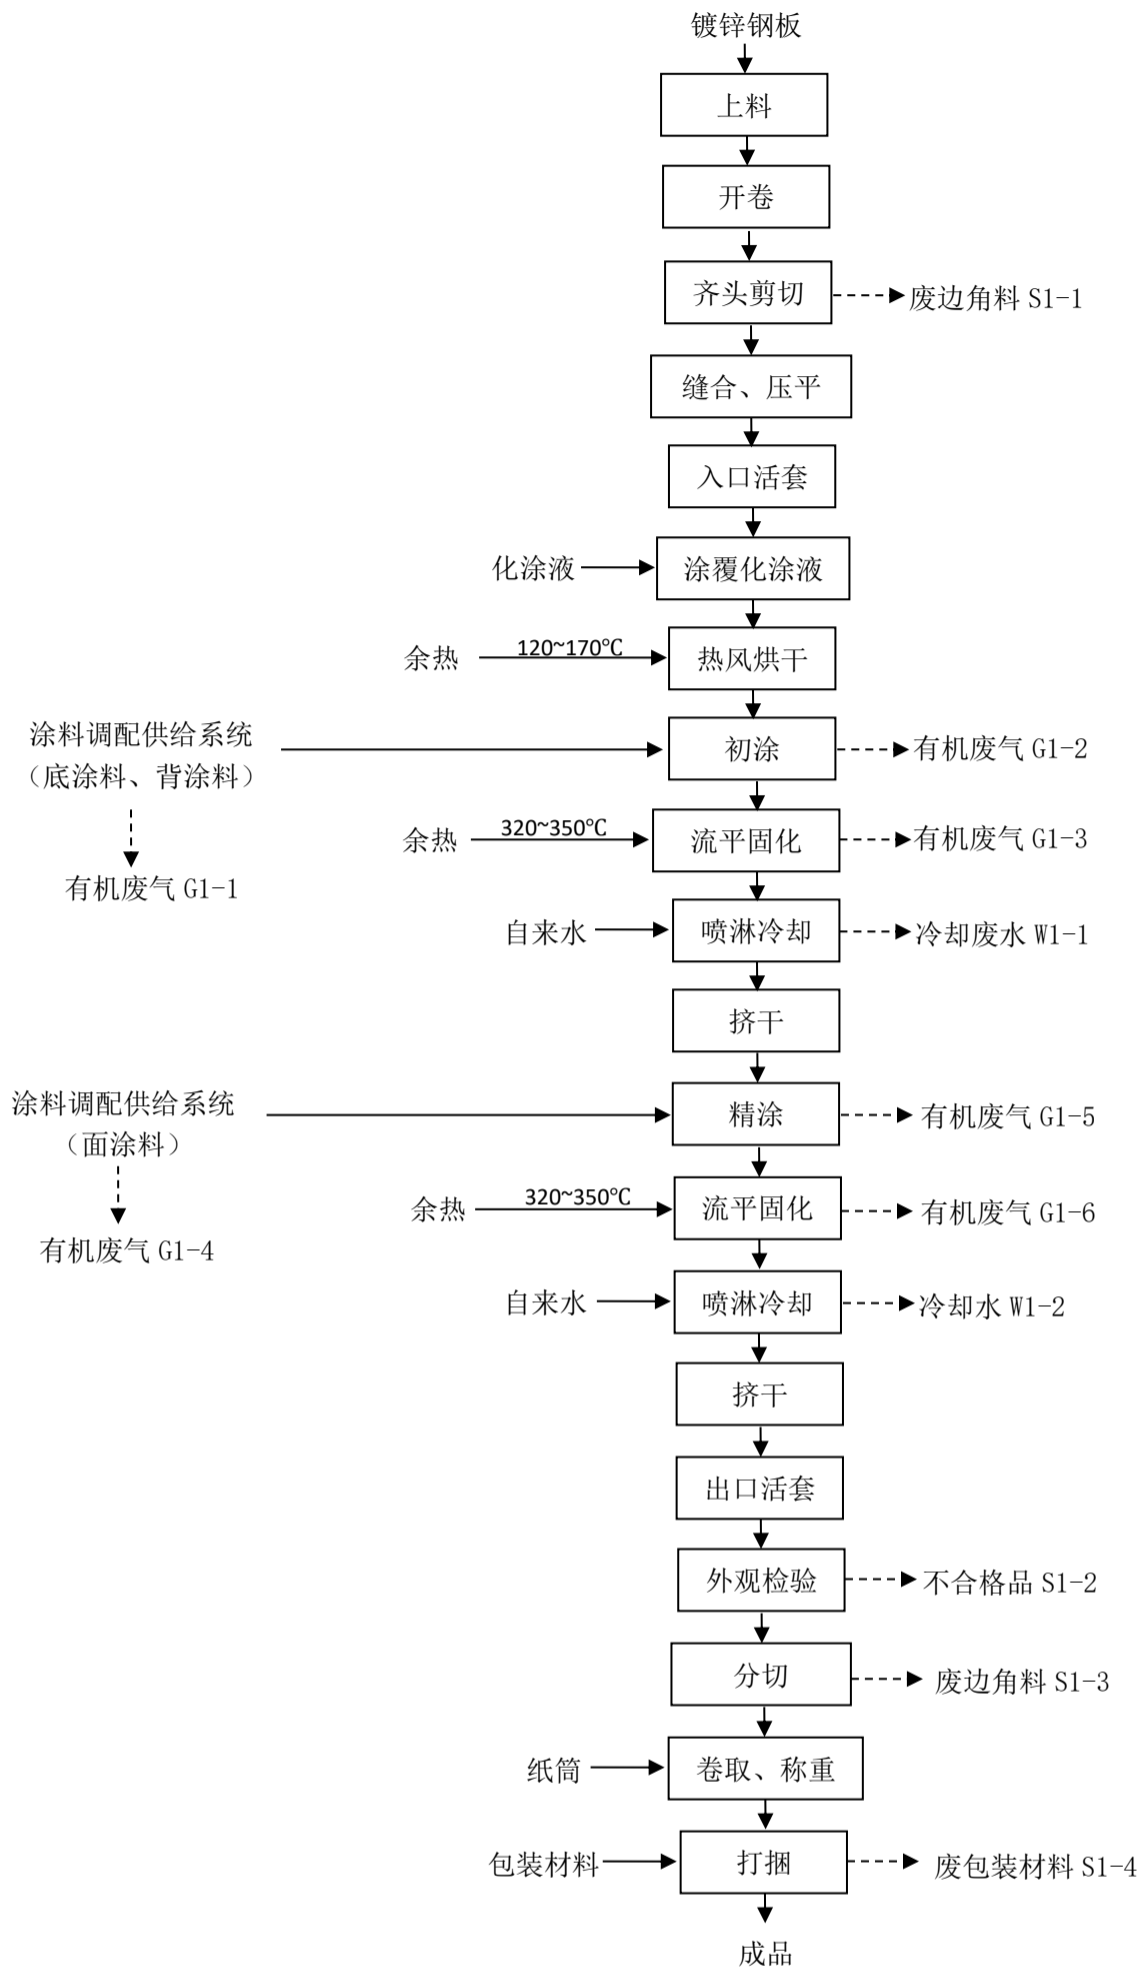 镀锌钢板
上料
开卷
齐头剪切
废边角料 S1-1
缝合、压平
入口活套
化涂液
涂覆化涂液
余热
120~170℃
热风烘干
涂料调配供给系统
（底涂料、背涂料）
初涂
有机废气 G1-2
余热
320~350℃
流平固化
有机废气 G1-3
有机废气 G1-1
自来水
喷淋冷却
冷却废水 W1-1
挤干
涂料调配供给系统
（面涂料）
精涂
有机废气 G1-5
余热
320~350℃
流平固化
有机废气 G1-6
有机废气 G1-4
自来水
喷淋冷却
冷却水 W1-2
挤干
出口活套
外观检验
不合格品 S1-2
分切
废边角料 S1-3
纸筒
卷取、称重
包装材料
打捆
废包装材料 S1-4
成品